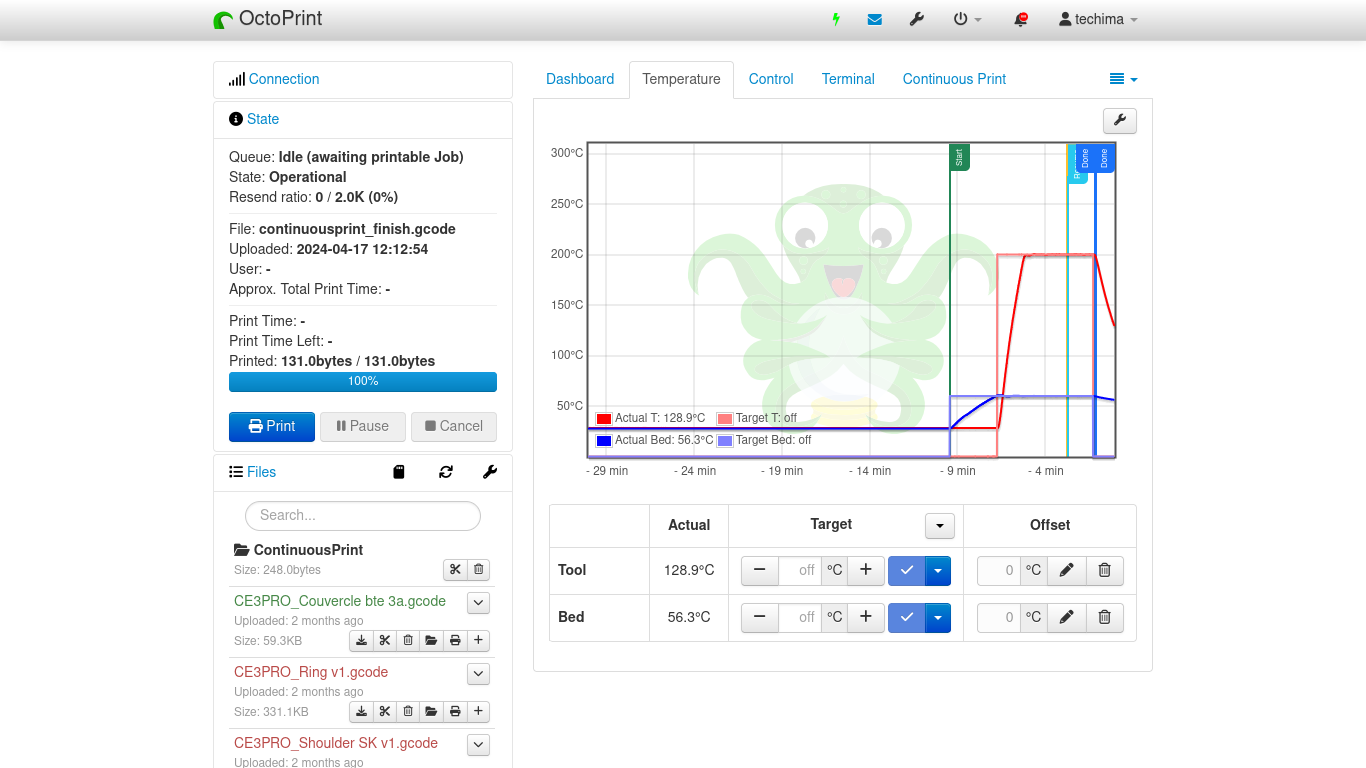 OctoPrint
techima
Connection
State
Queue: Idle (awaiting printable Job)
State: Operational
Resend ratio: 0 / 2.0K (0%)
File: continuousprint_finish.gcode
Uploaded: 2024-04-17 12:12:54
User: -
Approx. Total Print Time: -
Print Time: -
Print Time Left: -
Printed: 131.0bytes / 131.0bytes
100%
Print
Pause
Cancel
Files
Search...
ContinuousPrint
Size: 248.0bytes
CE3PRO_Couvercle bte 3a.gcode
Uploaded: 2 months ago
Size: 59.3KB
CE3PRO_Ring v1.gcode
Uploaded: 2 months ago
Size: 331.1KB
CE3PRO_Shoulder SK v1.gcode
Uploaded: 2 months ago
Dashboard
Temperature
Control
Terminal
Continuous Print
300°C
250°C
200°C
150°C
100°C
50°C
Start
Done
Done
Actual T: 128.9°C
Target T: off
Actual Bed: 56.3°C
Target Bed: off
- 29 min
- 24 min
- 19 min
- 14 min
- 9 min
- 4 min
Actual
Target
Offset
Tool
128.9°C
off °C
0 °C
Bed
56.3°C
off °C
0 °C